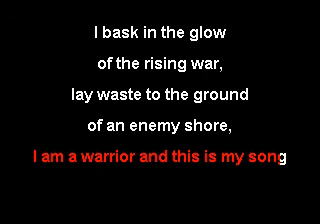 I bask in the glow
of the rising war,
lay waste to the ground
of an enemy shore,
I am a warrior and this is my song